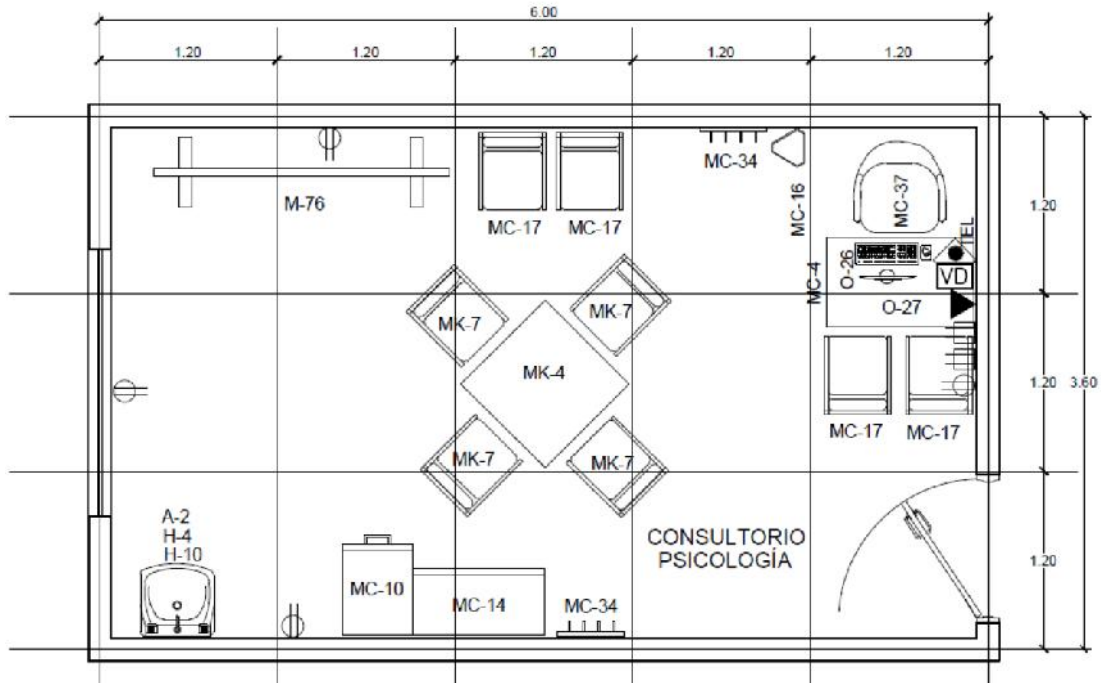 6.00
1.20 1.20 1.20 1.20 1.20
MC-34
M-76
MC-17 MC-17
MC-16
MC-37
1.20
TEL
MC-4
O-26
VD
O-27
MK-7 MK-7
MK-4
1.20 3.60
MC-17 MC-17
MK-7 MK-7
A-2
H-4
H-10
CONSULTORIO
PSICOLOGÍA
1.20
MC-10
MC-14
MC-34